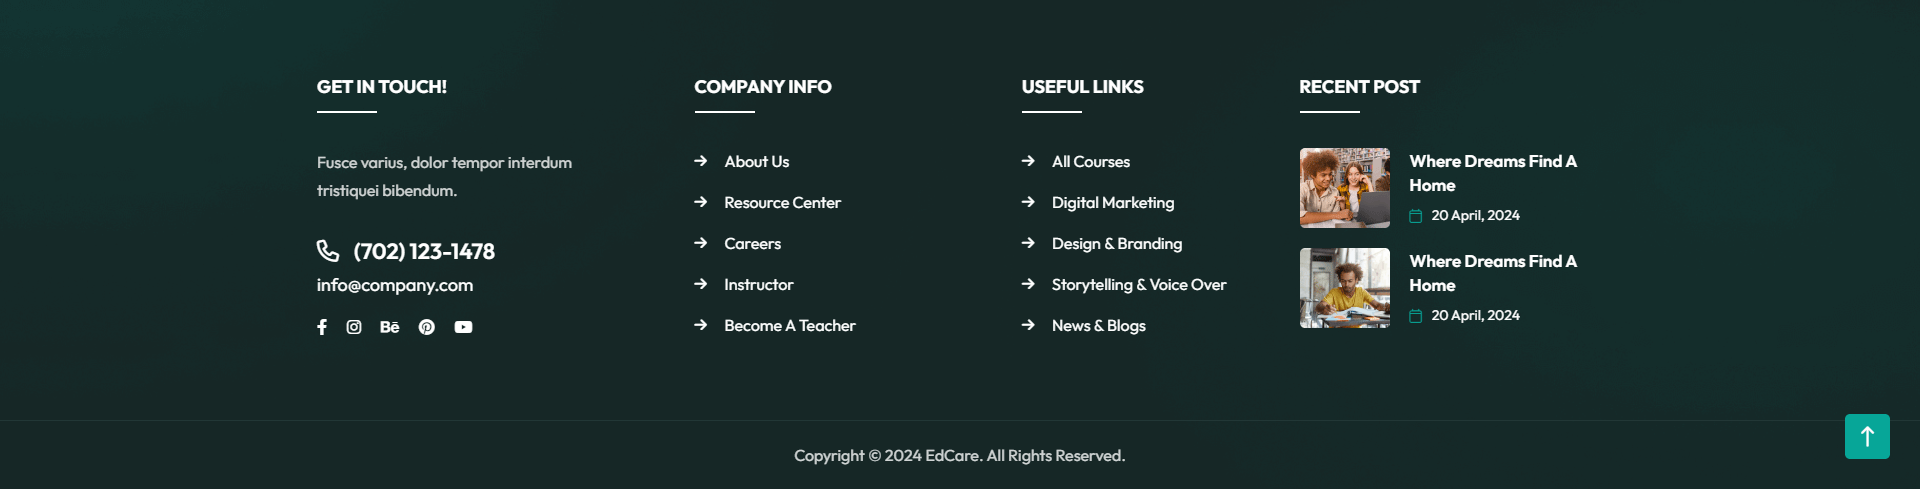 GET IN TOUCH!
Fusce varius, dolor tempor interdum
tristiquei bibendum.
(702) 123-1478
info@company.com
Bē
COMPANY INFO
About Us
Resource Center
Careers
Instructor
Become A Teacher
USEFUL LINKS
All Courses
Digital Marketing
Design & Branding
Storytelling & Voice Over
News & Blogs
RECENT POST
Where Dreams Find A
Home
20 April, 2024
Where Dreams Find A
Home
20 April, 2024
Copyright © 2024 EdCare. All Rights Reserved.